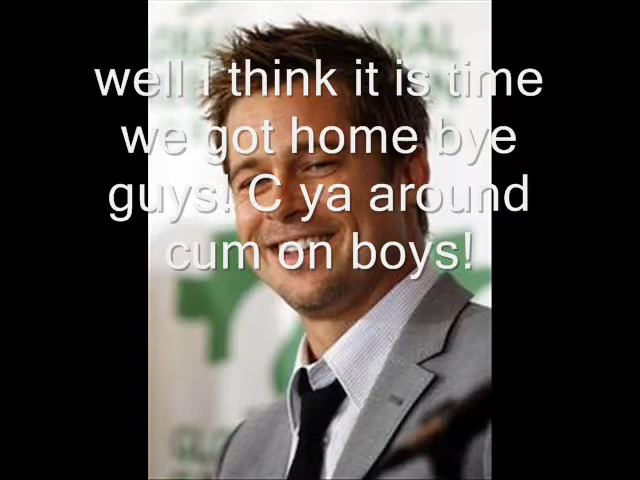 well I think it is time
we got home bye
guys! C ya around
cum on boys!